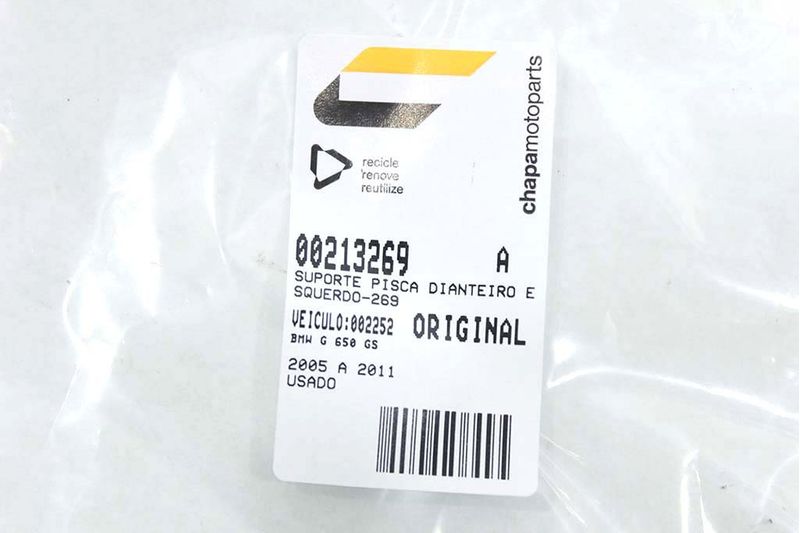 chapamotoparts
recicle
renove
reutilize
00213269 A
SUPORTE PISCA DIANTEIRO E
SQUERDO-269
VEICULO:002252 ORIGINAL
BMW G 650 GS
2005 A 2011
USADO